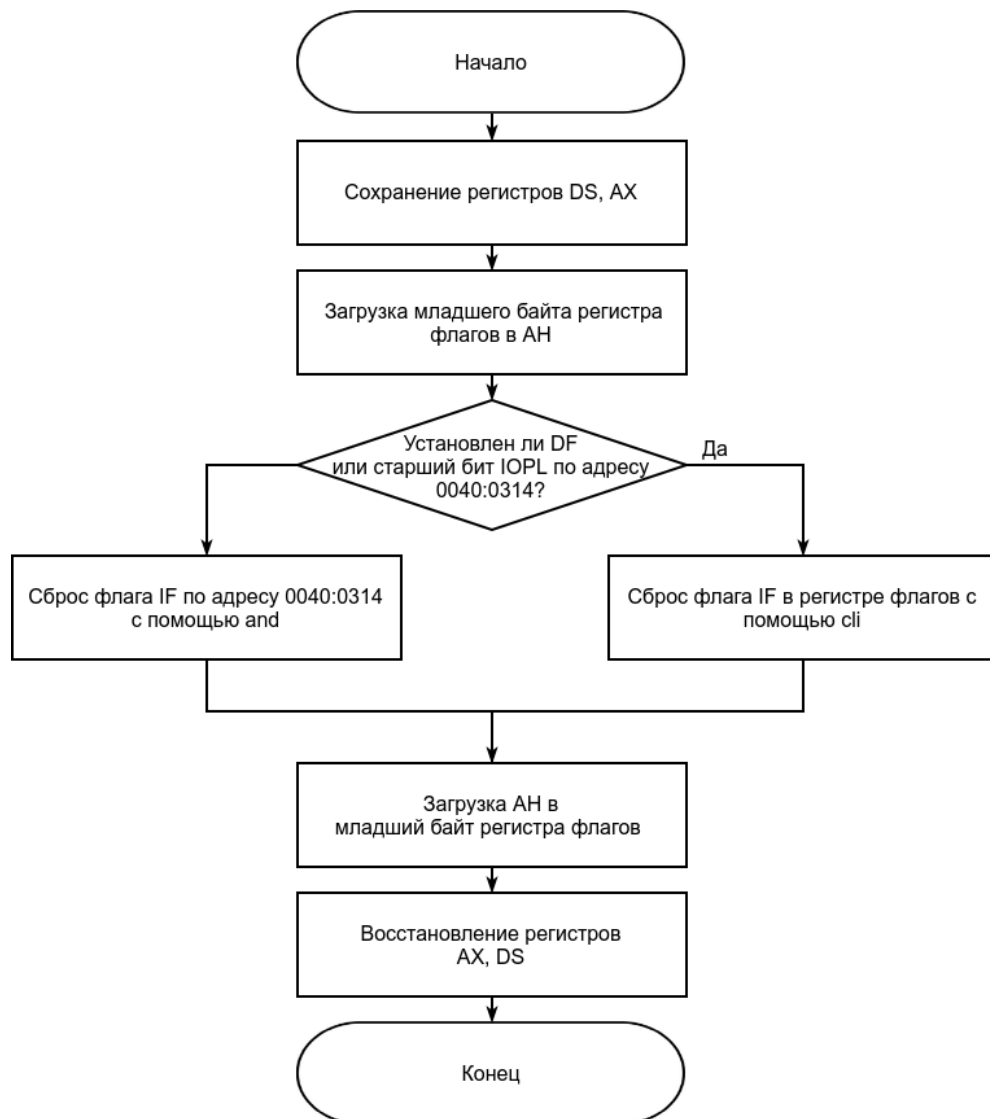 Начало
Сохранение регистров DS, AX
Загрузка младшего байта регистра
флагов в AH
Установлен ли DF
или старший бит IOPL по адресу
0040:0314?
Да
Сброс флага IF по адресу 0040:0314
с помощью and
Сброс флага IF в регистре флагов с
помощью cli
Загрузка AH в
младший байт регистра флагов
Восстановление регистров
AX, DS
Конец